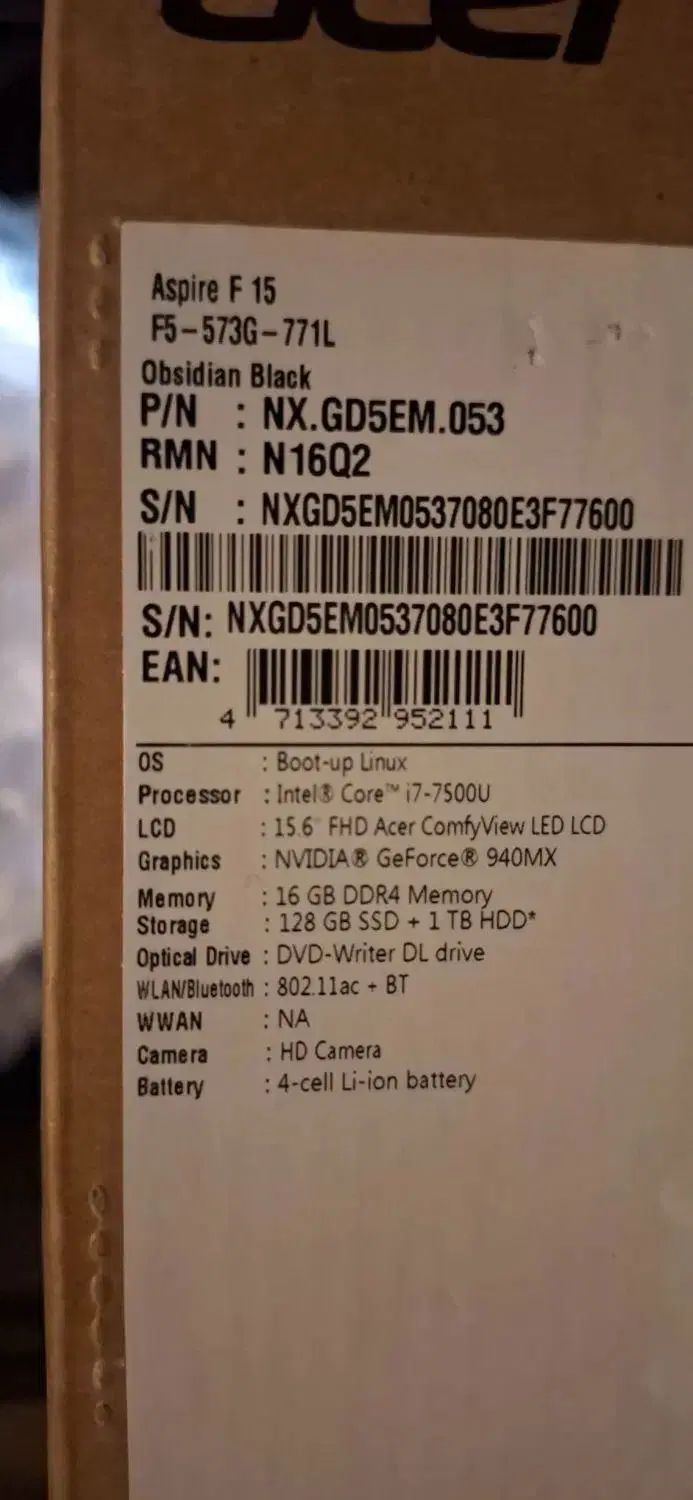 acer
Aspire F 15
F5-573G-771L
Obsidian Black
P/N : NX.GD5EM.053
RMN : N16Q2
S/N : NXGD5EM0537080E3F77600
S/N: NXGD5EM0537080E3F77600
EAN:
4 713392 952111
OS : Boot-up Linux
Processor : Intel® Core™ i7-7500U
LCD : 15.6" FHD Acer ComfyView LED LCD
Graphics : NVIDIA® GeForce® 940MX
Memory : 16 GB DDR4 Memory
Storage : 128 GB SSD + 1 TB HDD*
Optical Drive : DVD-Writer DL drive
WLAN/Bluetooth : 802.11ac + BT
WWAN : NA
Camera : HD Camera
Battery : 4-cell Li-ion battery